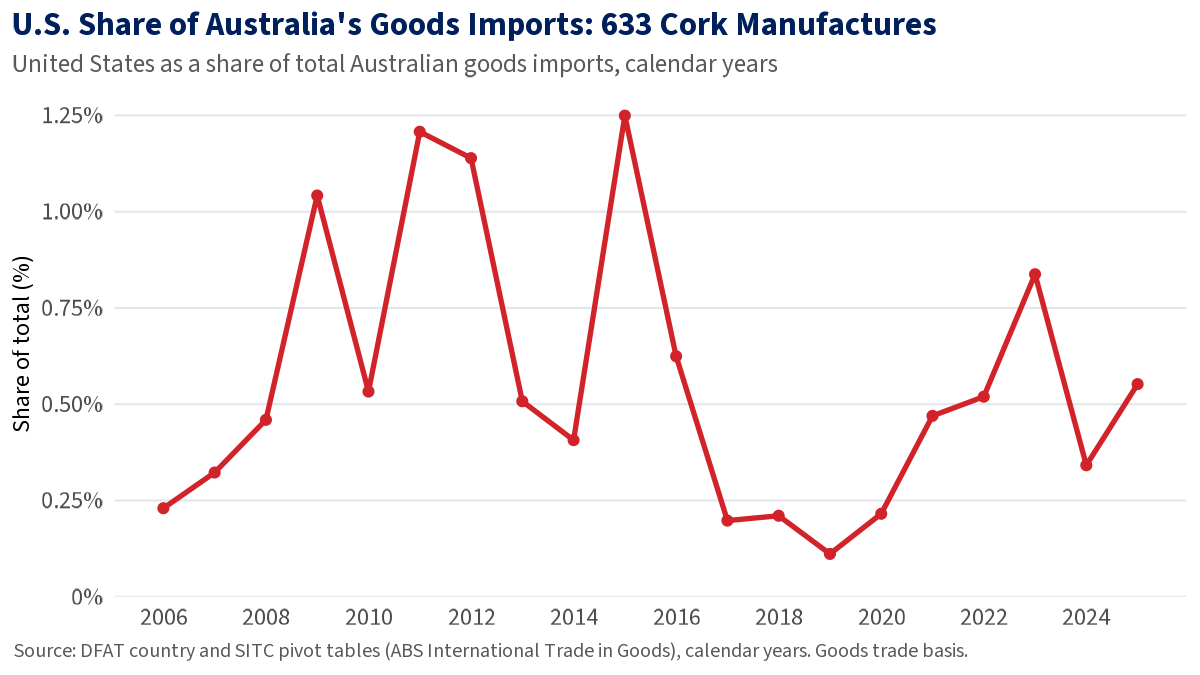 U.S. Share of Australia's Goods Imports: 633 Cork Manufactures
United States as a share of total Australian goods imports, calendar years
Share of total (%)
1.25%
1.00%
0.75%
0.50%
0.25%
0%
2006 2008 2010 2012 2014 2016 2018 2020 2022 2024
Source: DFAT country and SITC pivot tables (ABS International Trade in Goods), calendar years. Goods trade basis.